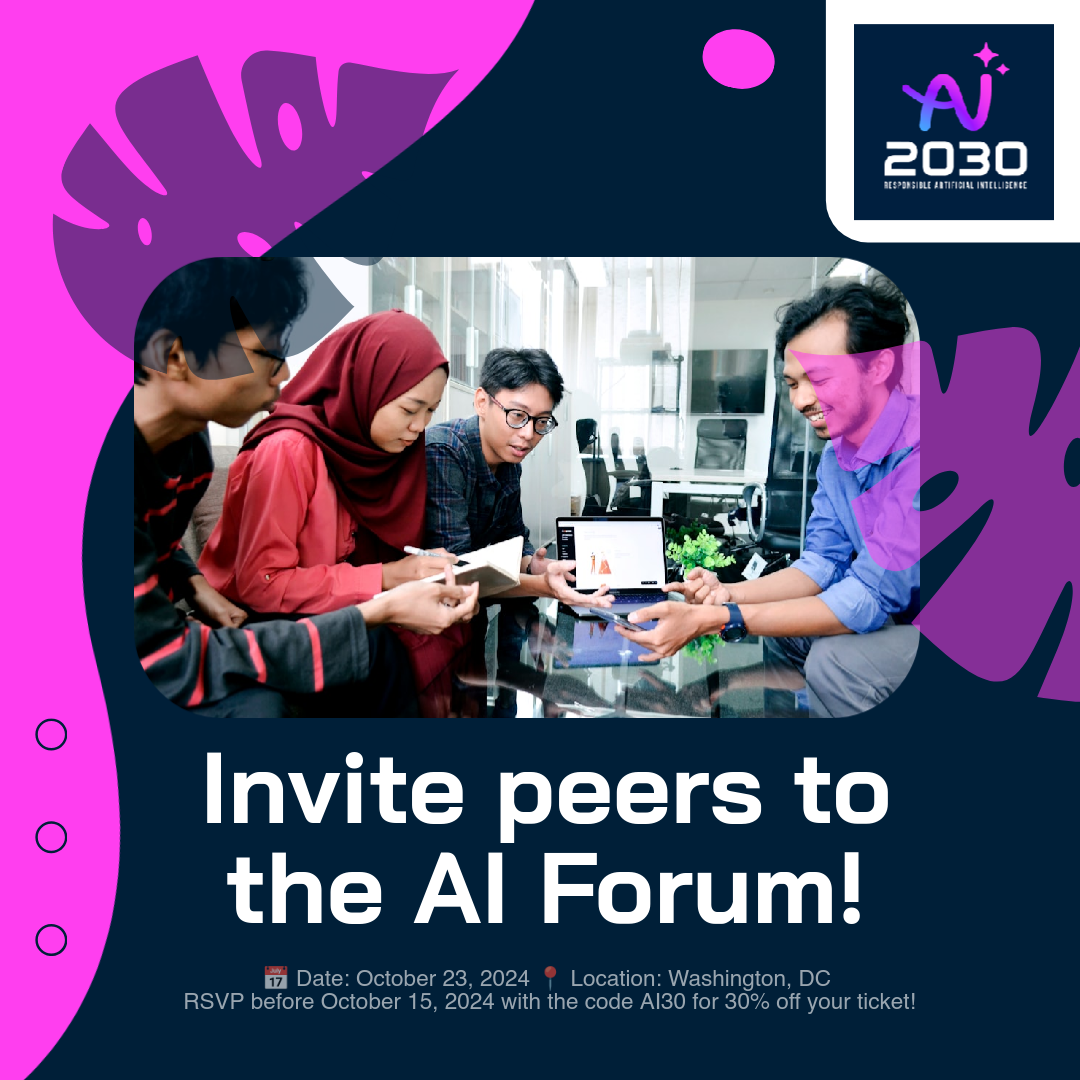 AI
2030
RESPONSIBLE ARTIFICIAL INTELLIGENCE
Invite peers to
the AI Forum!
📅 Date: October 23, 2024 📍 Location: Washington, DC
RSVP before October 15, 2024 with the code AI30 for 30% off your ticket!